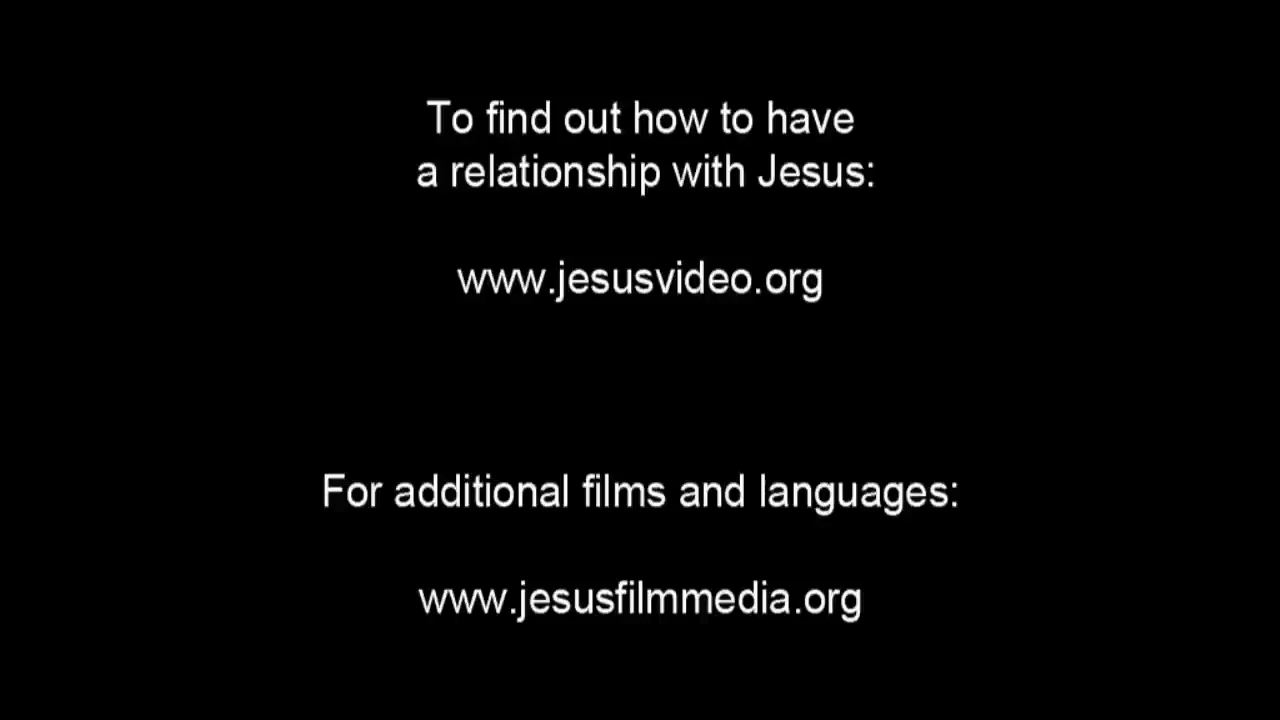 To find out how to have
a relationship with Jesus:
www.jesusvideo.org
For additional films and languages:
www.jesusfilmmedia.org